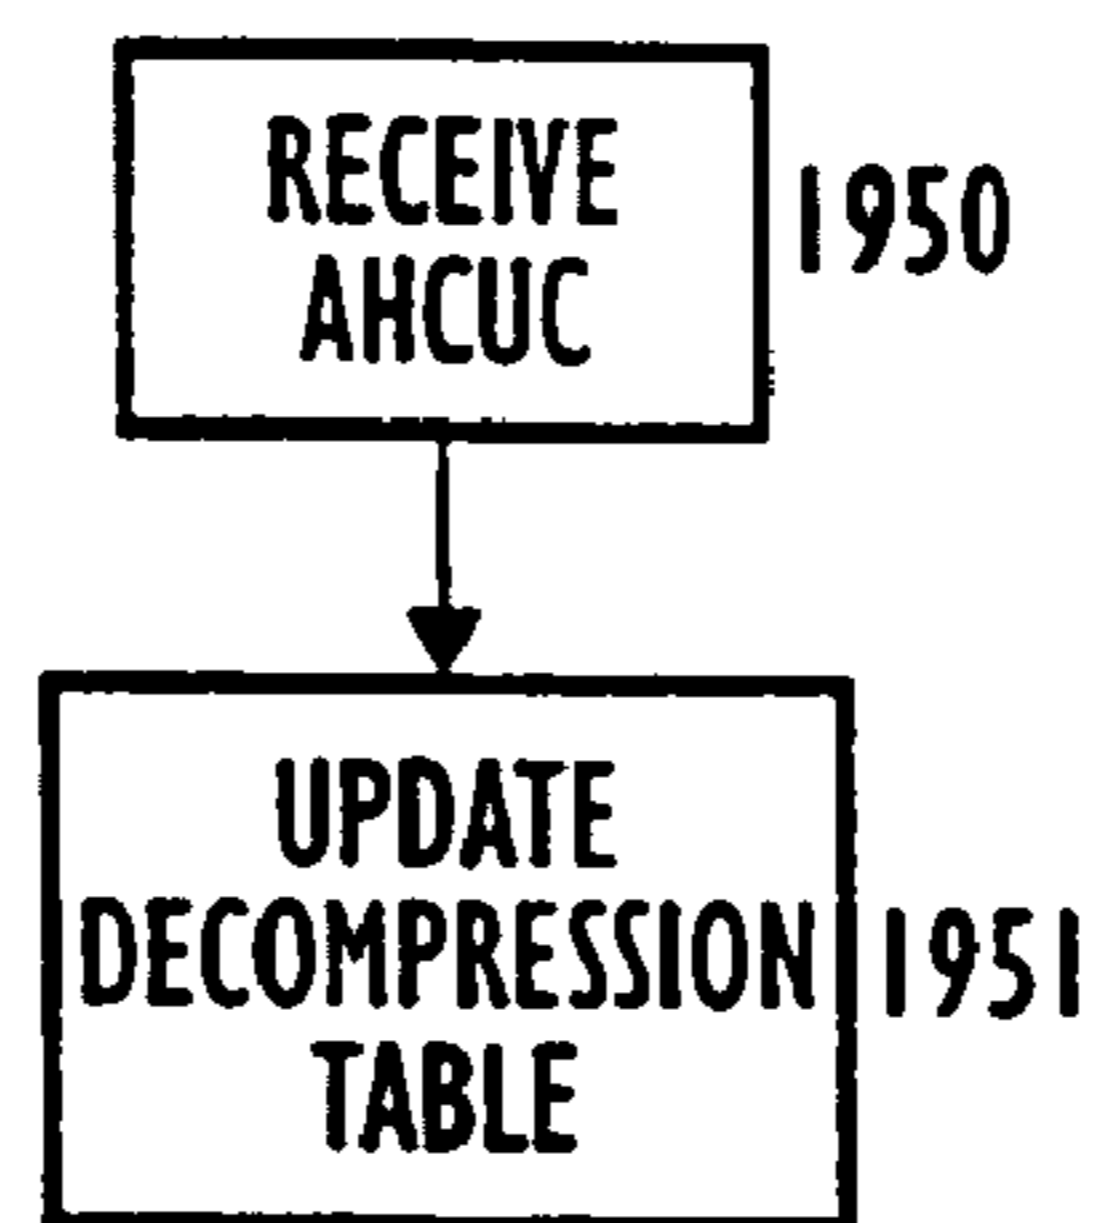 RECEIVE
AHCUC
1950
UPDATE
DECOMPRESSION
TABLE
1951